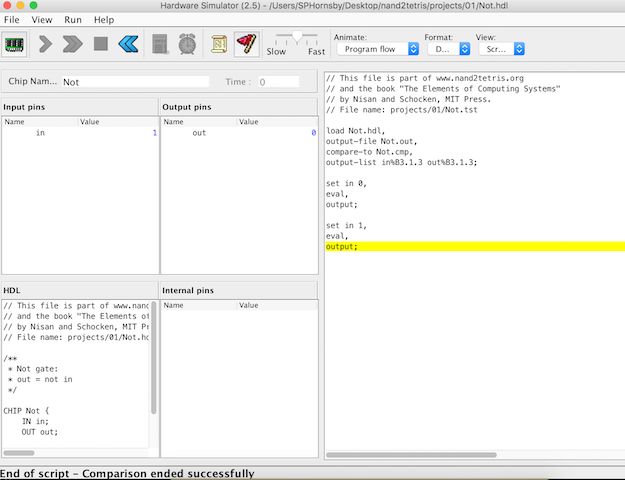 Hardware Simulator (2.5) - /Users/SPHornsby/Desktop/nand2tetris/projects/01/Not.hdl
File View Run Help
Slow Fast
Animate:
Program flow
Format:
D...
View:
Scr...
Chip Nam... Not Time : 0
Input pins
Name Value
in 1
Output pins
Name Value
out 0
HDL
// This file is part of www.nand
// and the book "The Elements of
// by Nisan and Schocken, MIT Pr
// File name: projects/01/Not.hd
/**
* Not gate:
* out = not in
*/
CHIP Not {
IN in;
OUT out;
Internal pins
Name Value
// This file is part of www.nand2tetris.org
// and the book "The Elements of Computing Systems"
// by Nisan and Schocken, MIT Press.
// File name: projects/01/Not.tst
load Not.hdl,
output-file Not.out,
compare-to Not.cmp,
output-list in%B3.1.3 out%B3.1.3;
set in 0,
eval,
output;
set in 1,
eval,
output;
End of script - Comparison ended successfully